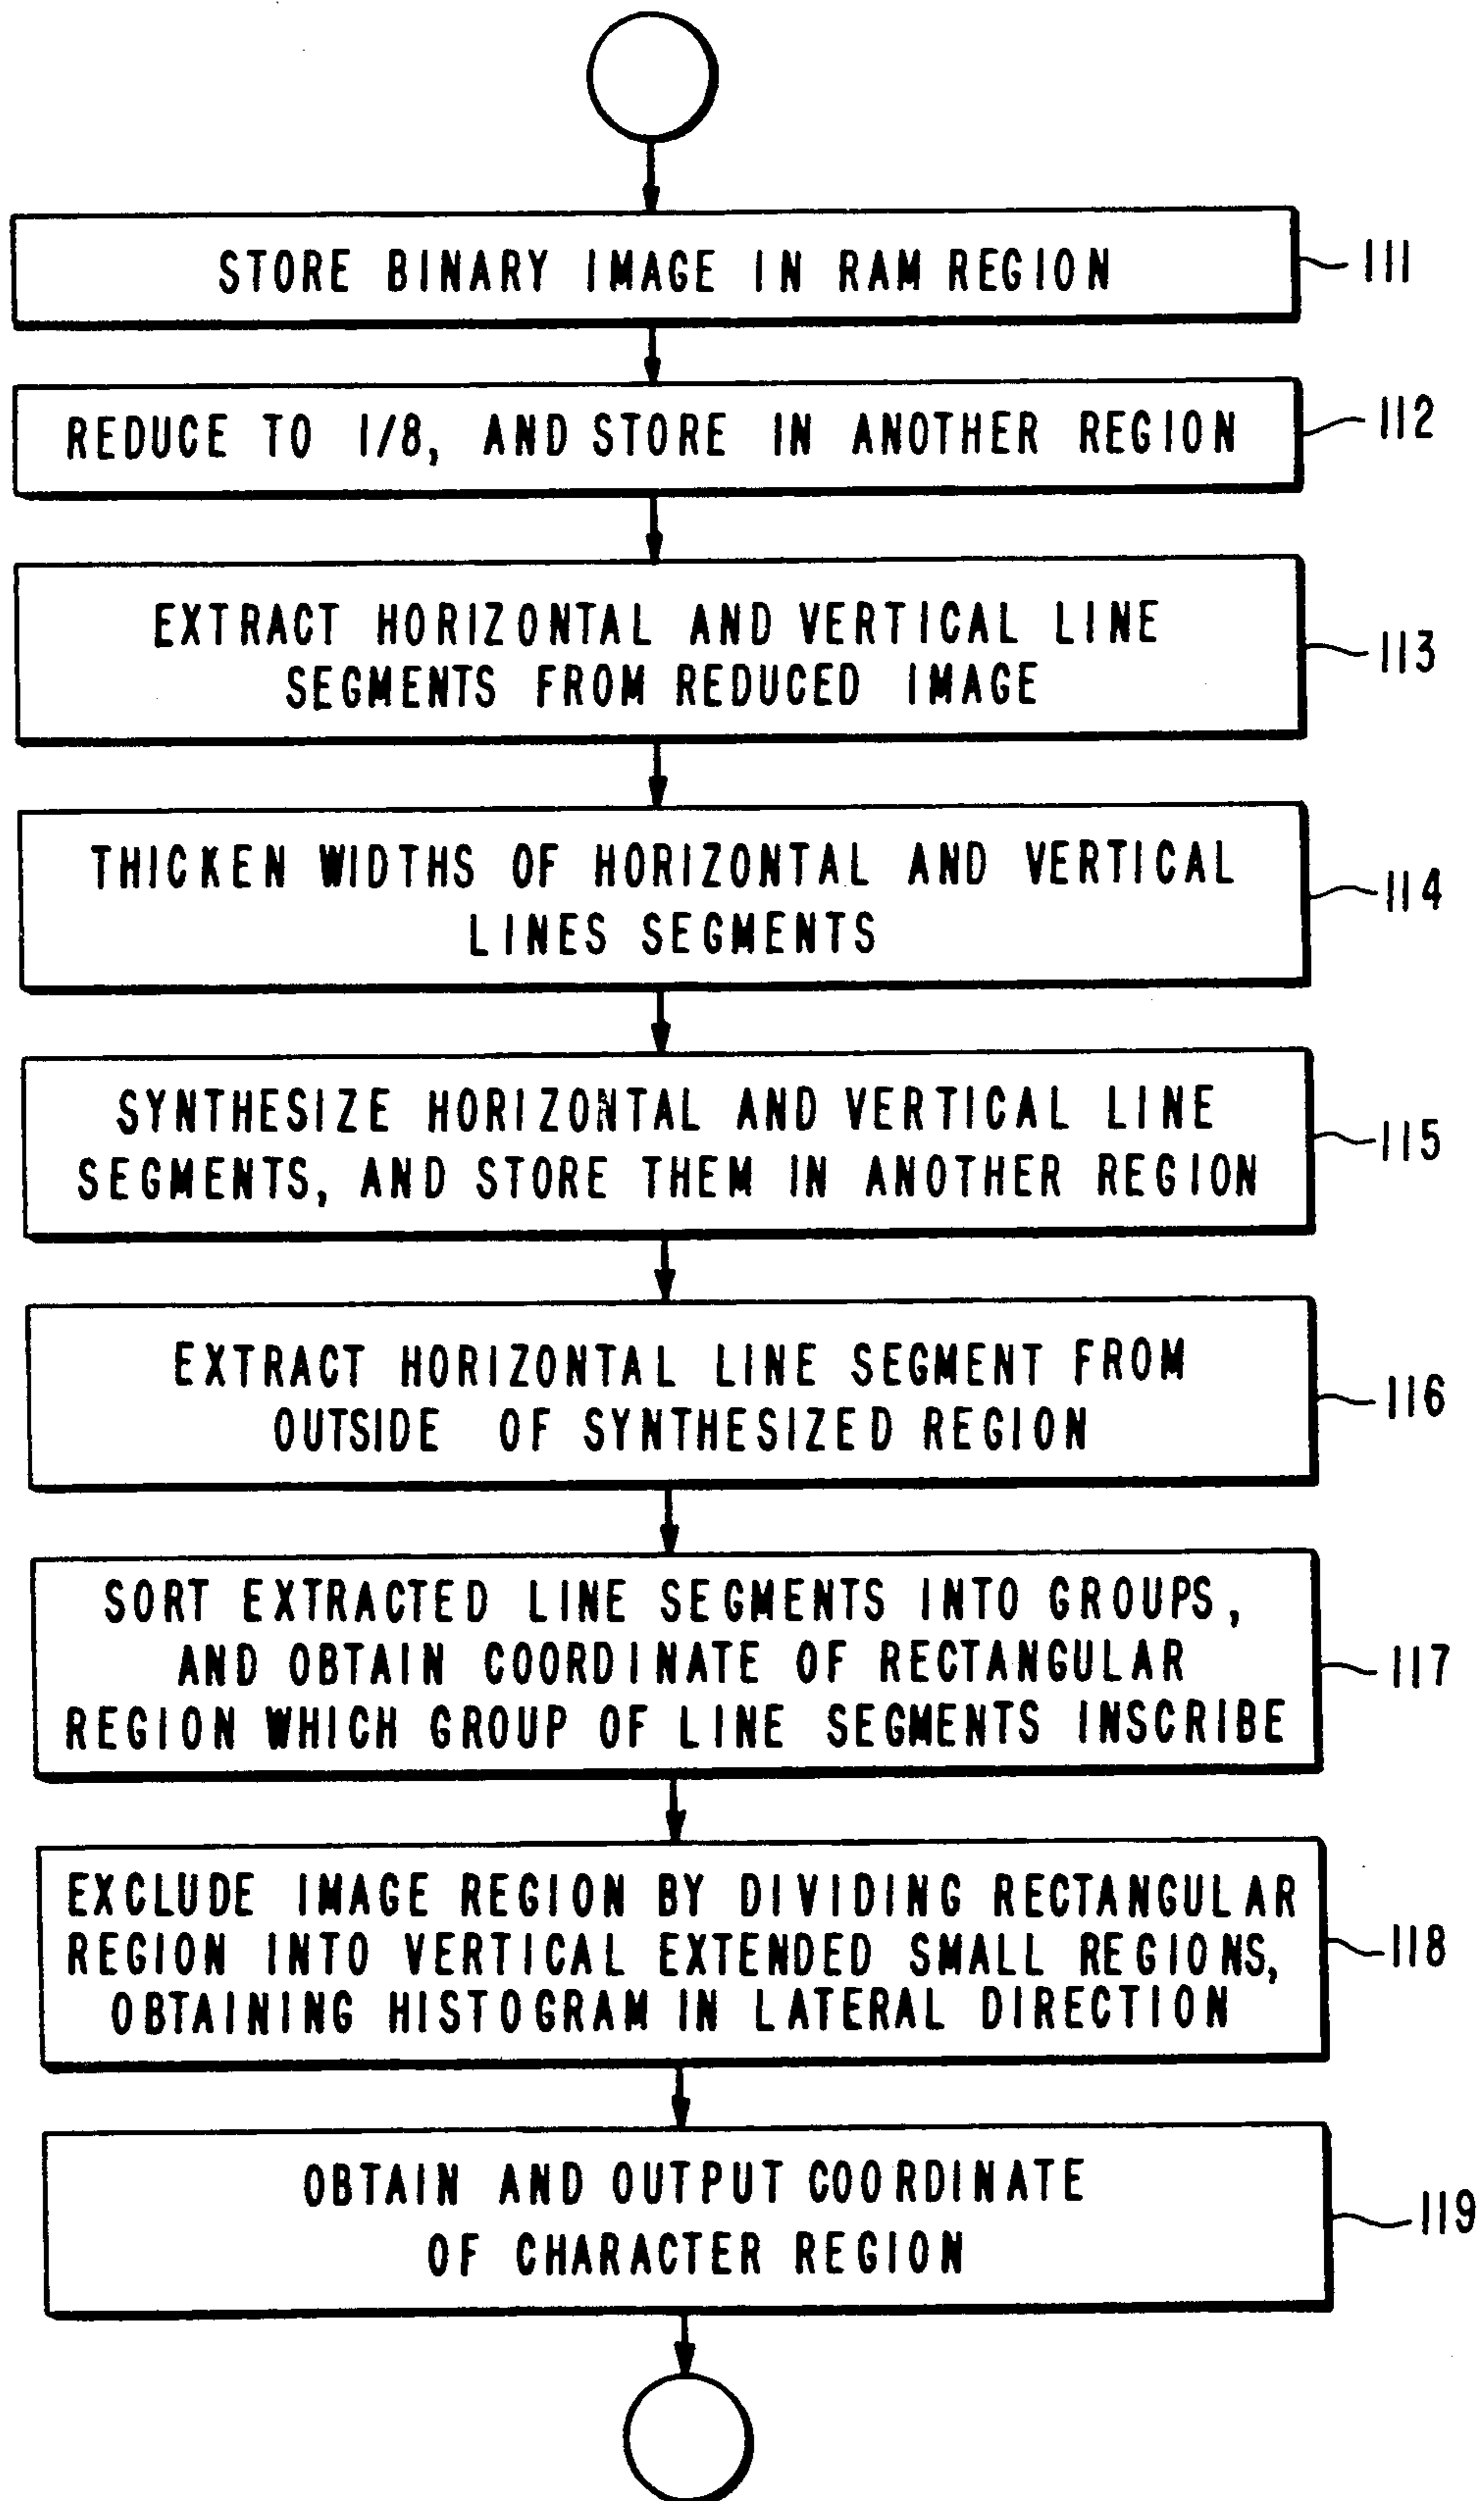 STORE BINARY IMAGE IN RAM REGION
111
REDUCE TO 1/8, AND STORE IN ANOTHER REGION
112
EXTRACT HORIZONTAL AND VERTICAL LINE
SEGMENTS FROM REDUCED IMAGE
113
THICKEN WIDTHS OF HORIZONTAL AND VERTICAL
LINES SEGMENTS
114
SYNTHESIZE HORIZONTAL AND VERTICAL LINE
SEGMENTS, AND STORE THEM IN ANOTHER REGION
115
EXTRACT HORIZONTAL LINE SEGMENT FROM
OUTSIDE OF SYNTHESIZED REGION
116
SORT EXTRACTED LINE SEGMENTS INTO GROUPS,
AND OBTAIN COORDINATE OF RECTANGULAR
REGION WHICH GROUP OF LINE SEGMENTS INSCRIBE
117
EXCLUDE IMAGE REGION BY DIVIDING RECTANGULAR
REGION INTO VERTICAL EXTENDED SMALL REGIONS,
OBTAINING HISTOGRAM IN LATERAL DIRECTION
118
OBTAIN AND OUTPUT COORDINATE
OF CHARACTER REGION
119